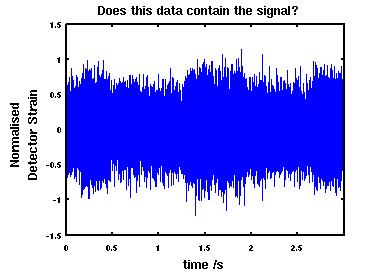 Does this data contain the signal?
1.5
1
0.5
0
-0.5
-1
-1.5
Normalised
Detector Strain
0 0.5 1 1.5 2 2.5
time /s